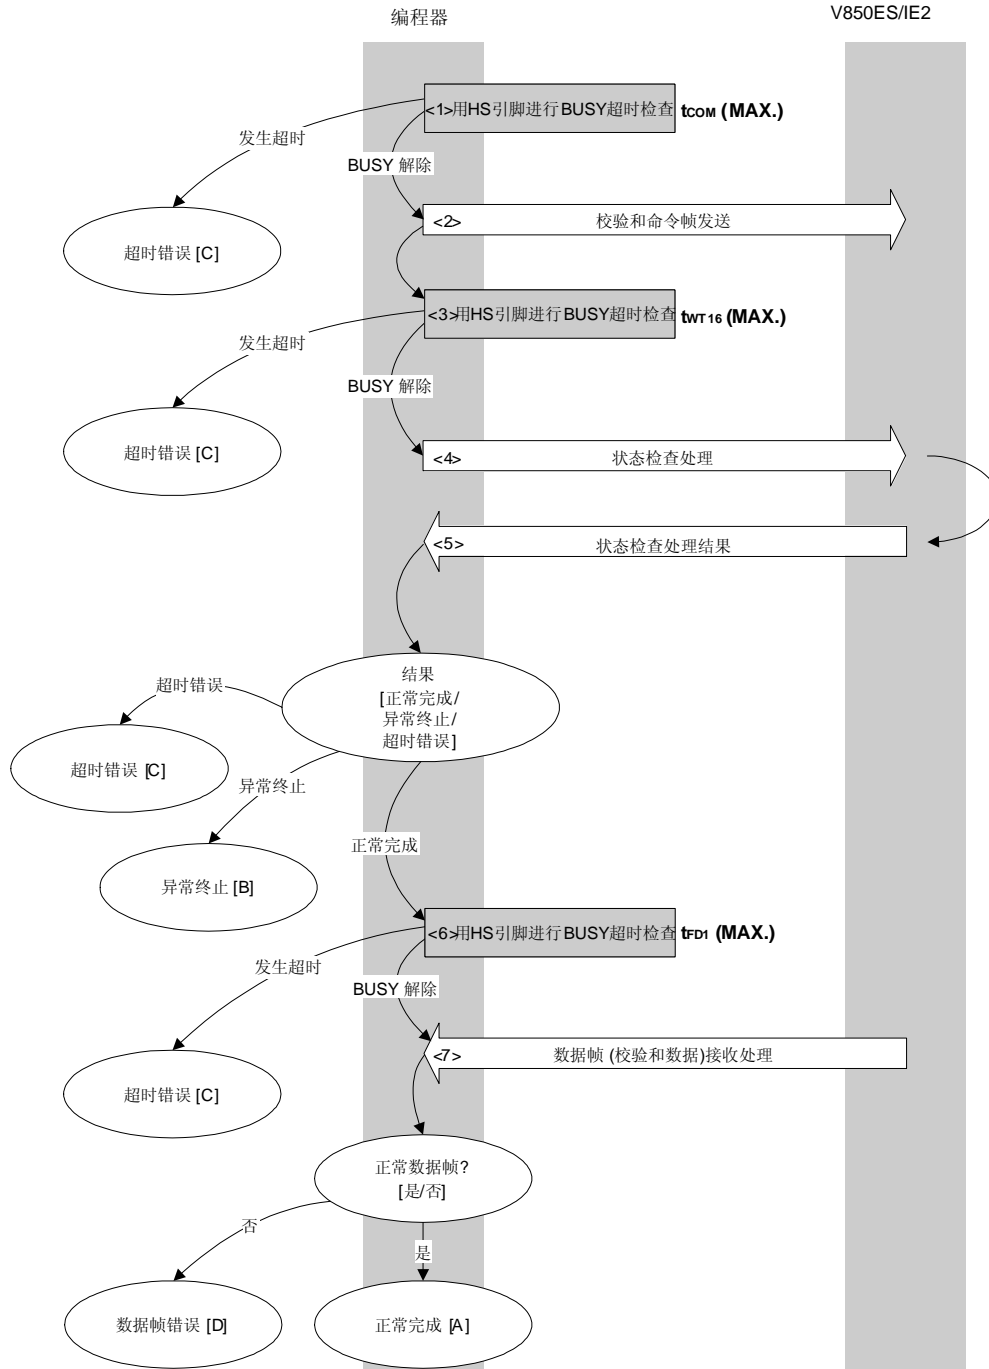 编程器
V850ES/IE2
<1>用HS引脚进行BUSY超时检查 tCOM (MAX.)
发生超时
BUSY 解除
<2> 校验和命令帧发送
超时错误 [C]
<3>用HS引脚进行BUSY超时检查 tWT16 (MAX.)
发生超时
BUSY 解除
超时错误 [C]
<4> 状态检查处理
<5> 状态检查处理结果
结果
[正常完成/
异常终止/
超时错误]
超时错误
超时错误 [C]
异常终止
正常完成
异常终止 [B]
<6>用HS引脚进行BUSY超时检查 tFD1 (MAX.)
发生超时
BUSY 解除
<7> 数据帧 (校验和数据)接收处理
超时错误 [C]
正常数据帧?
[是/否]
否
是
数据帧错误 [D]
正常完成 [A]